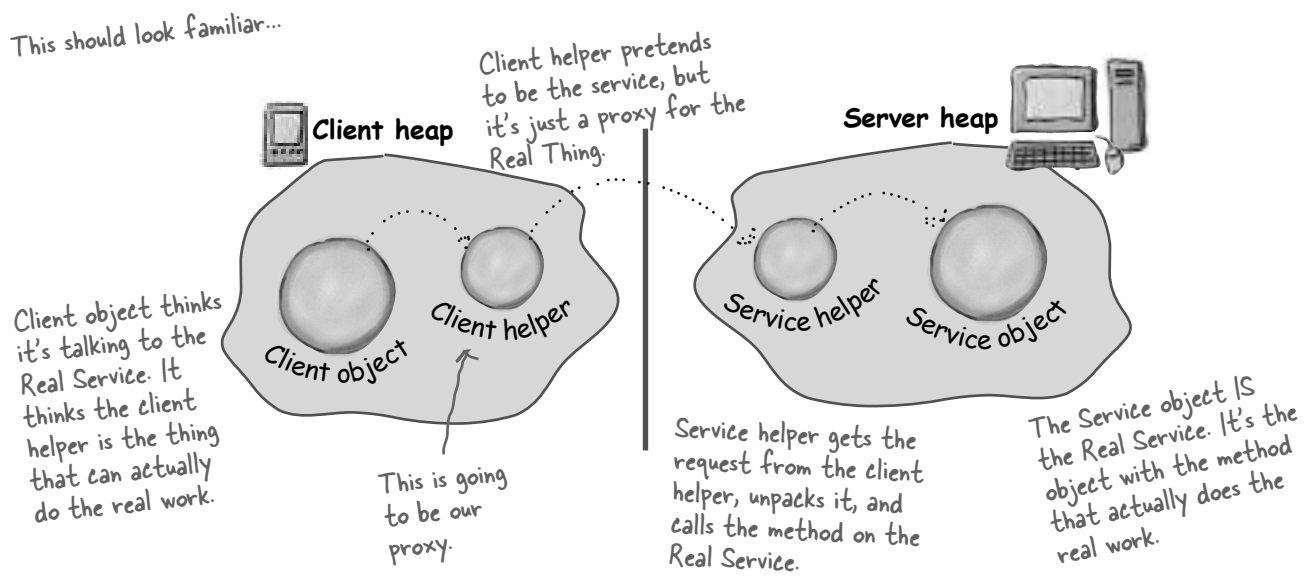 This should look familiar...
Client helper pretends
to be the service, but
it's just a proxy for the
Real Thing.
Client heap
Server heap
Client object
Client helper
Service helper
Service object
Client object thinks
it's talking to the
Real Service. It
thinks the client
helper is the thing
that can actually
do the real work.
This is going
to be our
proxy.
Service helper gets the
request from the client
helper, unpacks it, and
calls the method on the
Real Service.
The Service object IS
the Real Service. It's the
object with the method
that actually does the
real work.